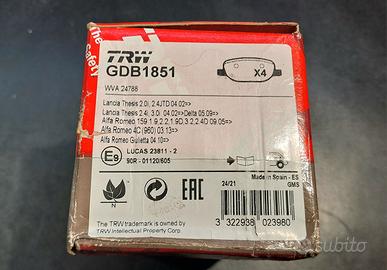 the Safety
TRW
GDB1851
X4
WVA 24788
Lancia Thesis 2.0i, 2.4JTD 04.02=>
Lancia Thesis 2.4i, 3.0i 04.02=>Delta 05.09=>
Alfa Romeo 159 1.9,2.2,1.9D,3.2,2.4D 09.05=>
Alfa Romeo 4C (960) 03.13=>
Alfa Romeo Giulietta 04.10=>
E9
LUCAS 23811 - 2
90R - 01120/605
Made in Spain - ES
GMS
24/21
N
EAC
The TRW trademark is owned by
TRW Intellectual Property Corp.
3 322938 023980
subito